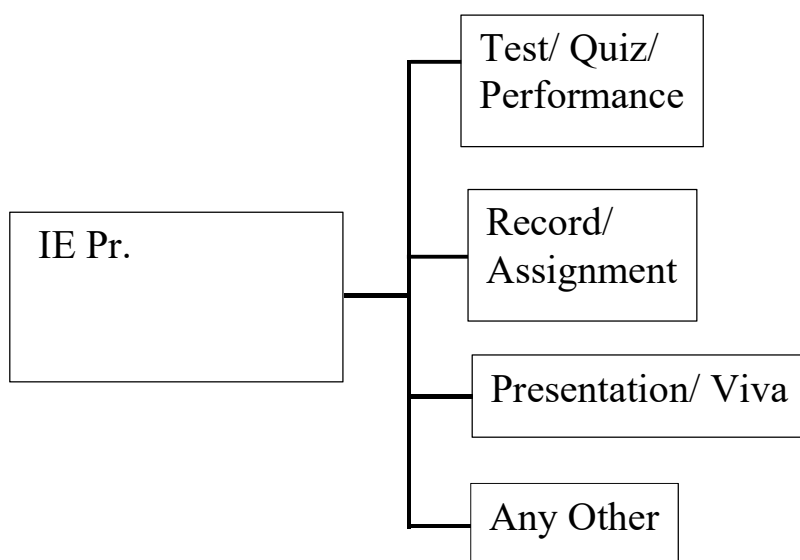 Test/ Quiz/
Performance
Record/
Assignment
IE Pr.
Presentation/ Viva
Any Other